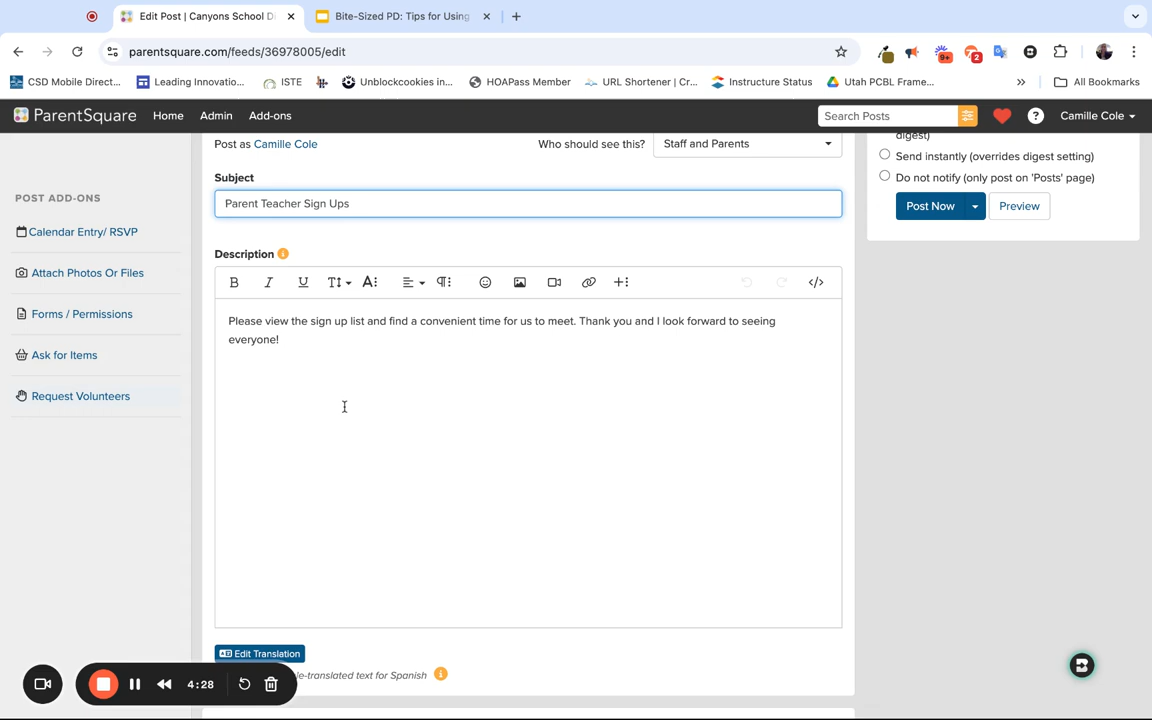 Edit Post | Canyons School Di
Bite-Sized PD: Tips for Using
parentsquare.com/feeds/36978005/edit
9+
2
CSD Mobile Direct...
Leading Innovatio...
ISTE
Unblockcookies in...
HOAPass Member
URL Shortener | Cr...
Instructure Status
Utah PCBL Frame...
»
All Bookmarks
ParentSquare
Home
Admin
Add-ons
Search Posts
?
Camille Cole
Post as Camille Cole
Who should see this?
Staff and Parents
digest)
Send instantly (overrides digest setting)
Do not notify (only post on 'Posts' page)
Post Now
Preview
Subject
Parent Teacher Sign Ups
POST ADD-ONS
Calendar Entry/ RSVP
Attach Photos Or Files
Forms / Permissions
Ask for Items
Request Volunteers
Description
B I U
Please view the sign up list and find a convenient time for us to meet. Thank you and I look forward to seeing
everyone!
Edit Translation
le-translated text for Spanish
4:28